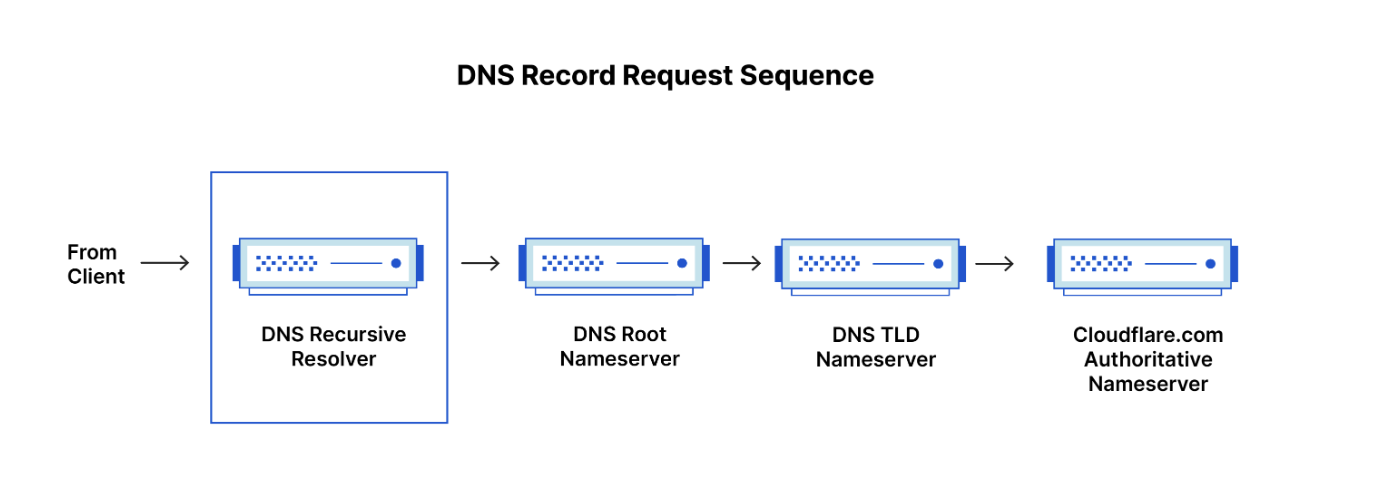 DNS Record Request Sequence
From
Client
DNS Recursive
Resolver
DNS Root
Nameserver
DNS TLD
Nameserver
Cloudflare.com
Authoritative
Nameserver